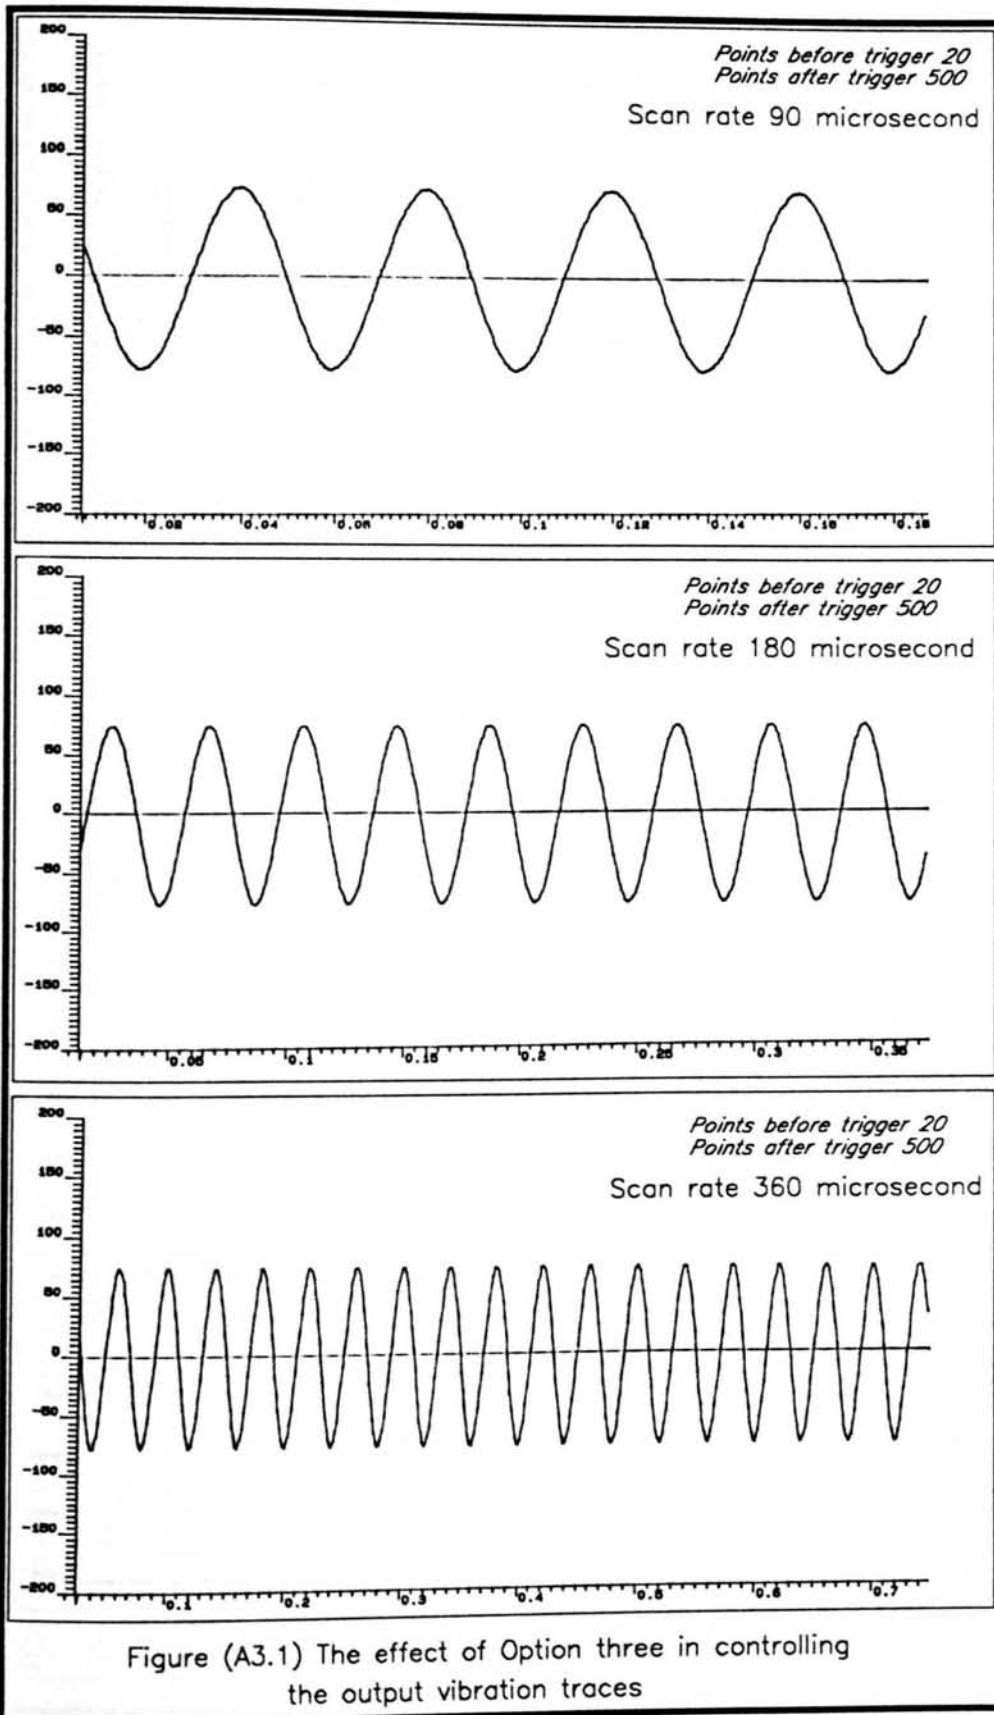 200
Points before trigger 20
Points after trigger 500
150
Scan rate 90 microsecond
100
50
0
-50
-100
-150
-200
0.02 0.04 0.06 0.08 0.1 0.12 0.14 0.16 0.18
200
Points before trigger 20
Points after trigger 500
150
Scan rate 180 microsecond
100
50
0
-50
-100
-150
-200
0.05 0.1 0.15 0.2 0.25 0.3 0.35
200
Points before trigger 20
Points after trigger 500
150
Scan rate 360 microsecond
100
50
0
-50
-100
-150
-200
0.1 0.2 0.3 0.4 0.5 0.6 0.7
Figure (A3.1) The effect of Option three in controlling
the output vibration traces